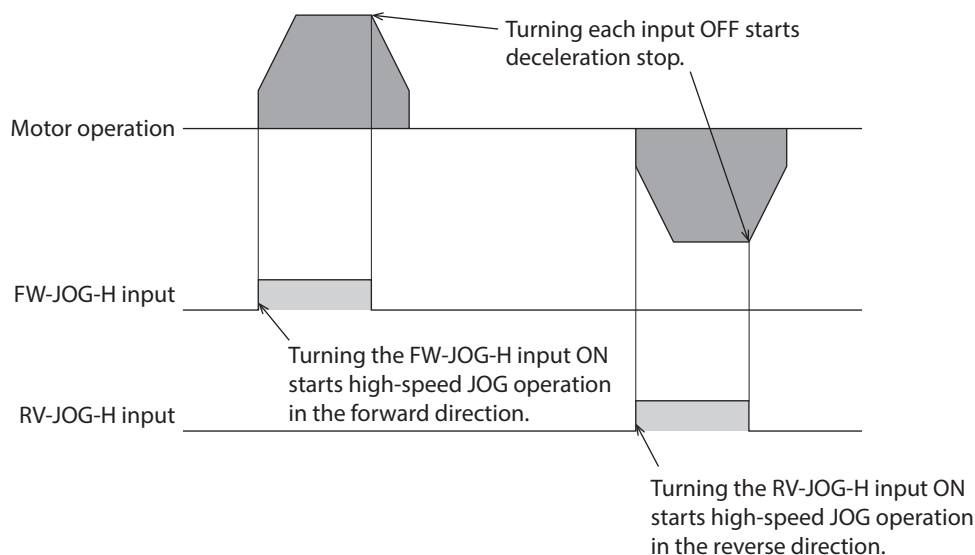 Turning each input OFF starts
deceleration stop.
Motor operation
FW-JOG-H input
Turning the FW-JOG-H input ON
starts high-speed JOG operation
in the forward direction.
RV-JOG-H input
Turning the RV-JOG-H input ON
starts high-speed JOG operation
in the reverse direction.